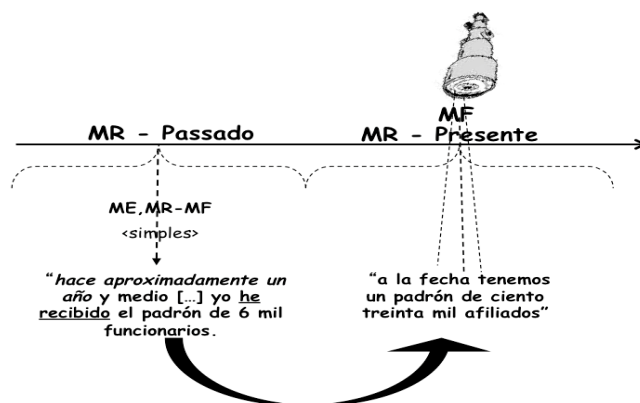 MF
MR - Passado
MR - Presente
ME,MR-MF
<simples>
“hace aproximadamente un
año y medio […] yo he
recibido el padrón de 6 mil
funcionarios.
“a la fecha tenemos
un padrón de ciento
treinta mil afiliados”